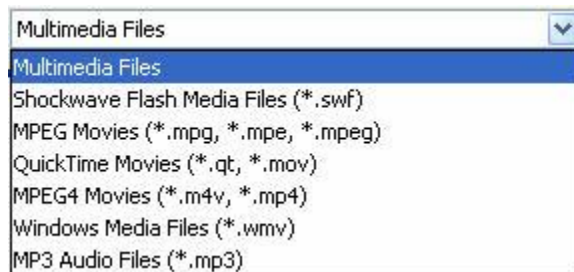 Multimedia Files
Multimedia Files
Shockwave Flash Media Files (*.swf)
MPEG Movies (*.mpg, *.mpe, *.mpeg)
QuickTime Movies (*.qt, *.mov)
MPEG4 Movies (*.m4v, *.mp4)
Windows Media Files (*.wmv)
MP3 Audio Files (*.mp3)